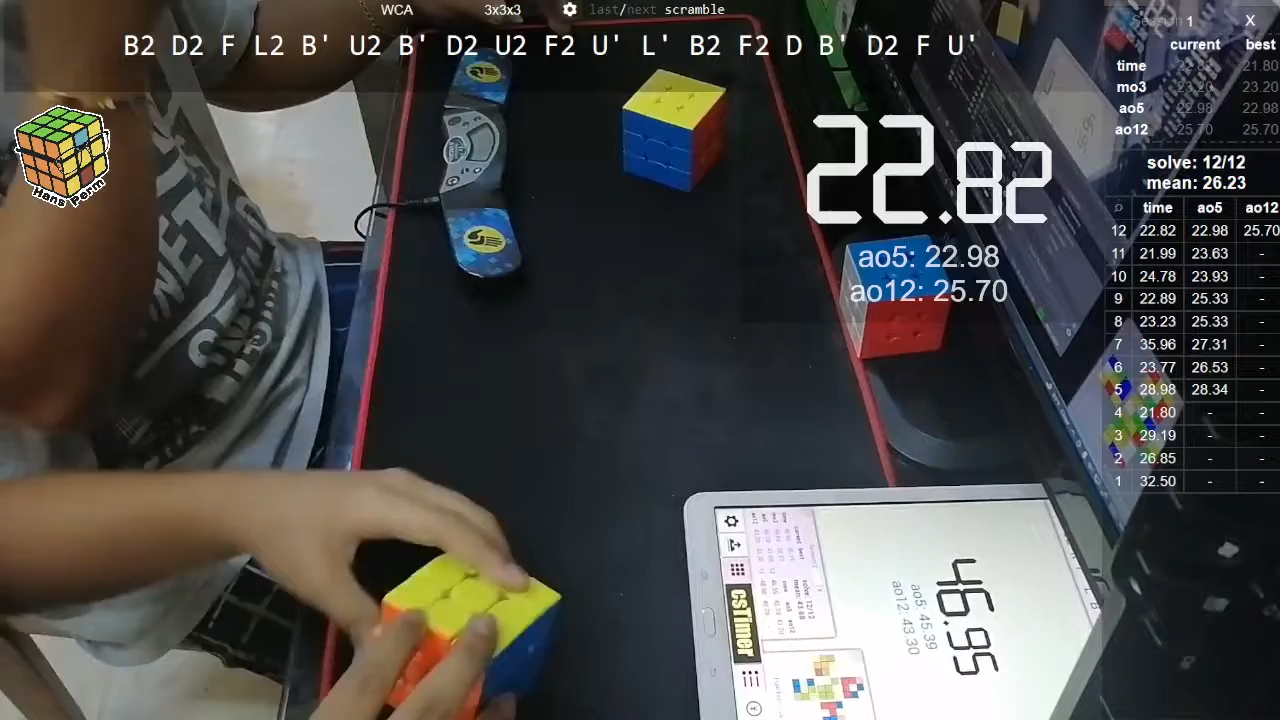 WCA 3x3x3 last/next scramble
B2 D2 F L2 B' U2 B' D2 U2 F2 U' L' B2 F2 D B' D2 F U'
Hans Perm
22.82
ao5: 22.98
ao12: 25.70
Session 1 X
current best
time 22.82 21.80
mo3 23.20 23.20
ao5 22.98 22.98
ao12 25.70 25.70
solve: 12/12
mean: 26.23
time ao5 ao12
12 22.82 22.98 25.70
11 21.99 23.63 -
10 24.78 23.93 -
9 22.89 25.33 -
8 23.23 25.33 -
7 35.96 27.31 -
6 23.77 26.53 -
5 28.98 28.34 -
4 21.80 - -
3 29.19 - -
2 26.85 - -
1 32.50 - -
46.95
ao5: 45.39
ao12: 43.30
csTimer